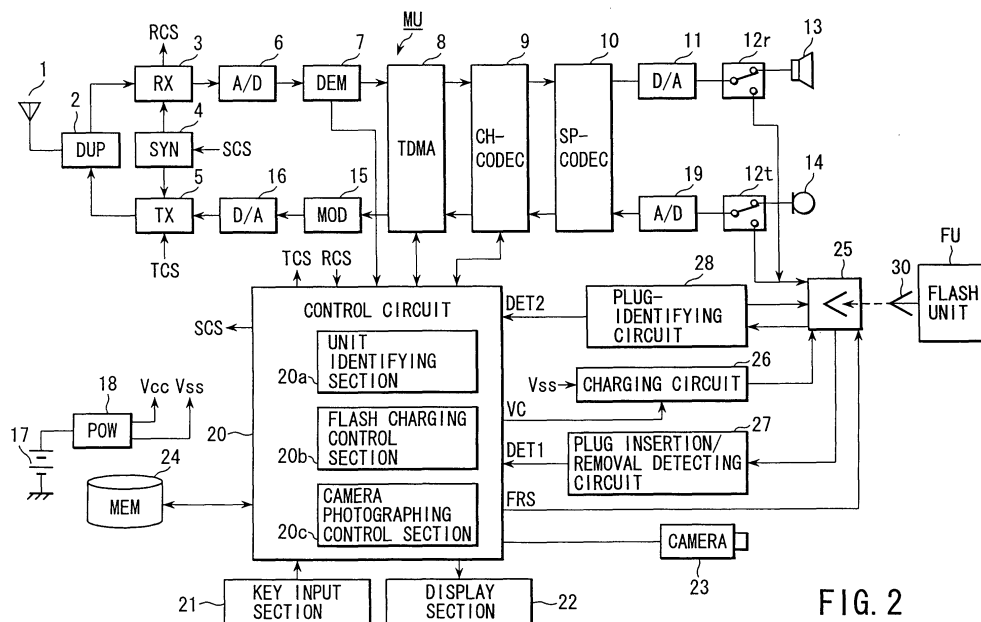 MU
RCS
1
2
3
4
5
6
7
8
9
10
11
12r
13
DUP
RX
A/D
DEM
TDMA
CH-
CODEC
SP-
CODEC
D/A
SYN
SCS
TX
TCS
16
D/A
15
MOD
19
A/D
12t
14
TCS RCS
CONTROL CIRCUIT
SCS
20
UNIT
IDENTIFYING
SECTION
20a
FLASH CHARGING
CONTROL
SECTION
20b
CAMERA
PHOTOGRAPHING
CONTROL SECTION
20c
DET2
28
PLUG-
IDENTIFYING
CIRCUIT
25
30
FU
FLASH
UNIT
26
Vss
CHARGING CIRCUIT
VC
27
DET1
PLUG INSERTION/
REMOVAL DETECTING
CIRCUIT
FRS
CAMERA
23
Vcc Vss
18
POW
17
24
MEM
21
KEY INPUT
SECTION
DISPLAY
SECTION
22
FIG. 2